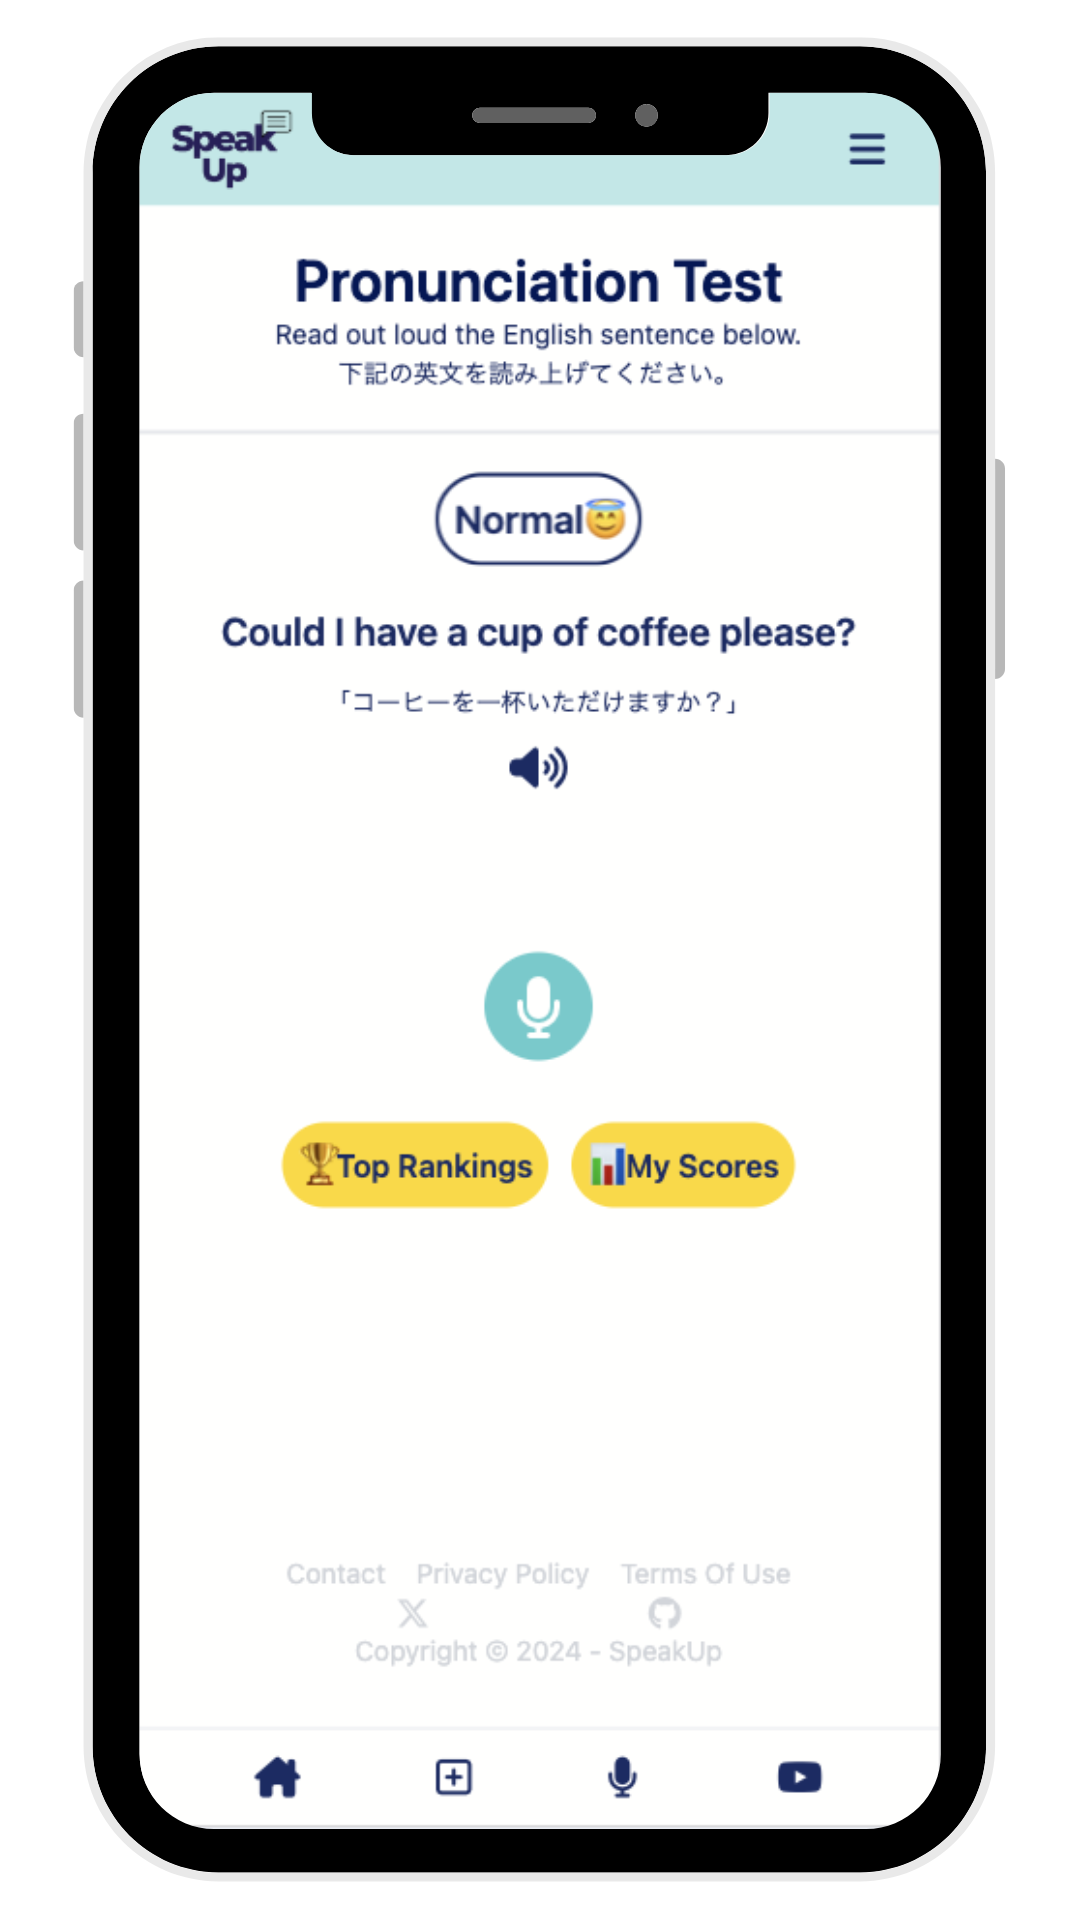 Speak
Up
Pronunciation Test
Read out loud the English sentence below.
下記の英文を読み上げてください。
Normal😇
Could I have a cup of coffee please?
「コーヒーを一杯いただけますか？」
🏆Top Rankings
📊My Scores
Contact Privacy Policy Terms Of Use
Copyright © 2024 - SpeakUp